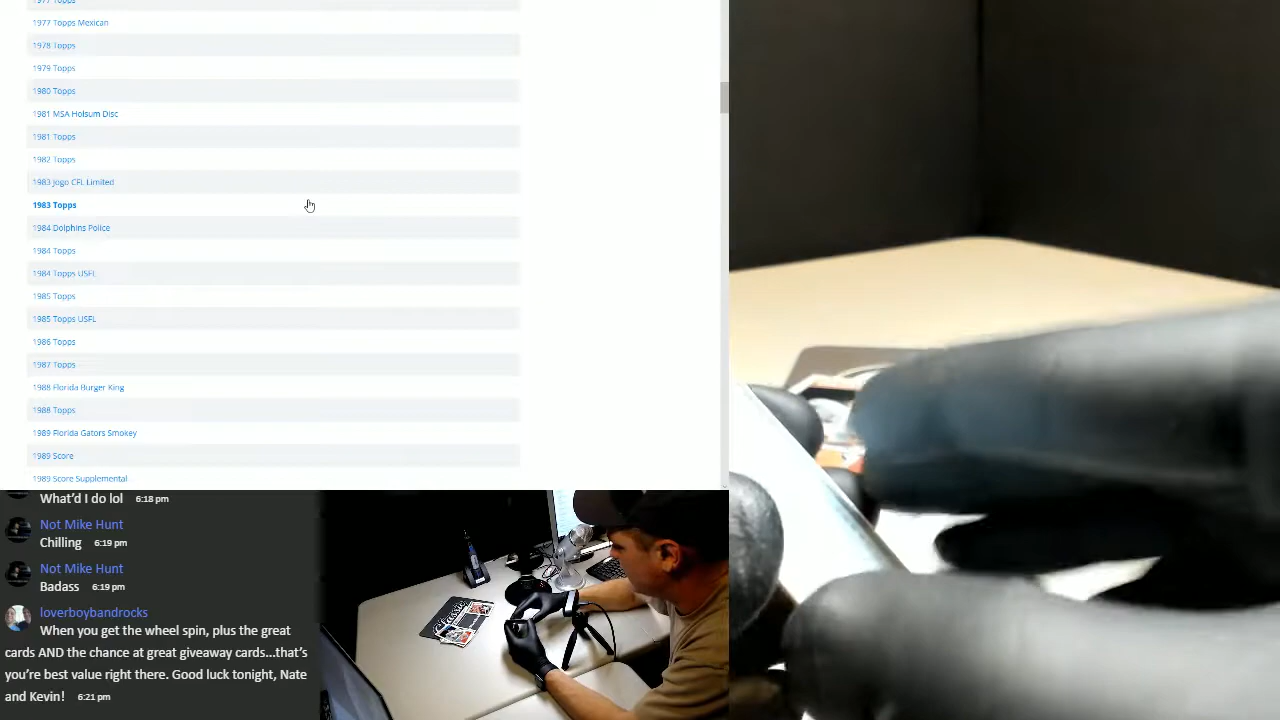 1977 Topps
1977 Topps Mexican
1978 Topps
1979 Topps
1980 Topps
1981 MSA Holsum Disc
1981 Topps
1982 Topps
1983 Jogo CFL Limited
1983 Topps
1984 Dolphins Police
1984 Topps
1984 Topps USFL
1985 Topps
1985 Topps USFL
1986 Topps
1987 Topps
1988 Florida Burger King
1988 Topps
1989 Florida Gators Smokey
1989 Score
1989 Score Supplemental
What'd I do lol 6:18 pm
Not Mike Hunt
Chilling 6:19 pm
Not Mike Hunt
Badass 6:19 pm
loverboybandrocks
When you get the wheel spin, plus the great
cards AND the chance at great giveaway cards...that's
you're best value right there. Good luck tonight, Nate
and Kevin! 6:21 pm